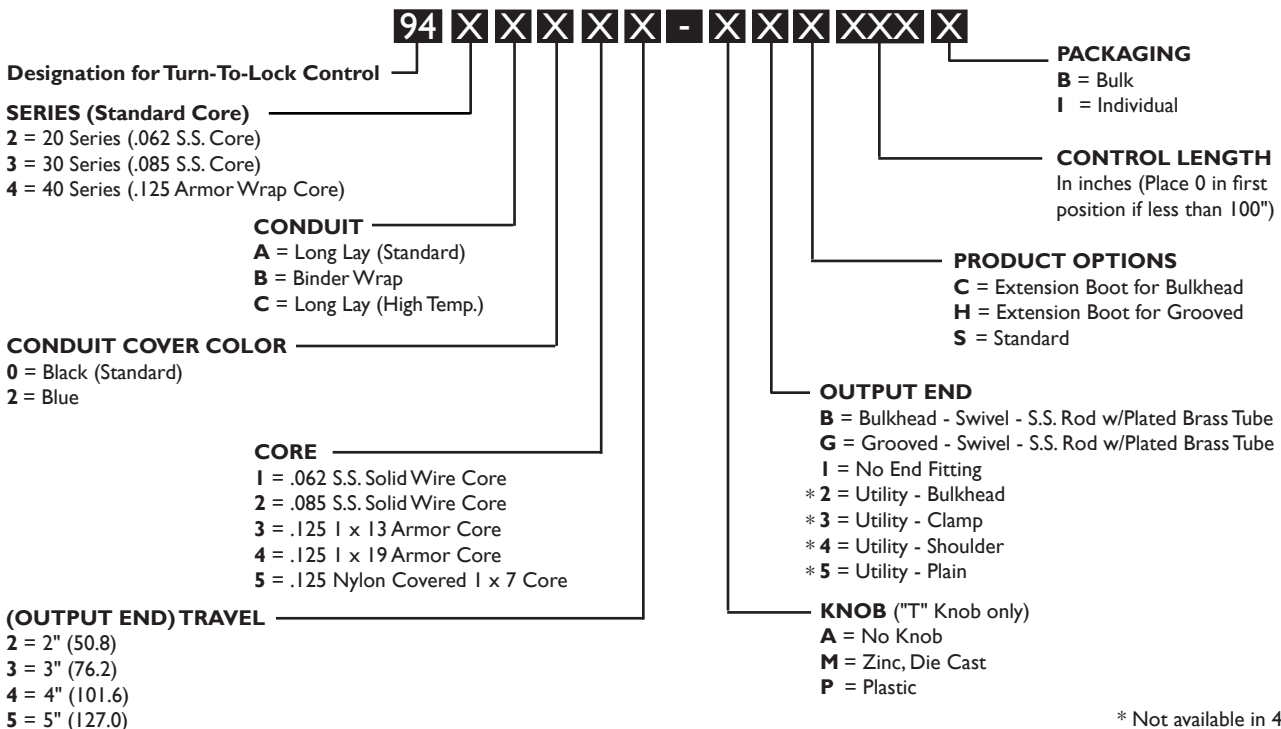 94 X X X X X - X X X XXX X
Designation for Turn-To-Lock Control
SERIES (Standard Core)
2 = 20 Series (.062 S.S. Core)
3 = 30 Series (.085 S.S. Core)
4 = 40 Series (.125 Armor Wrap Core)
CONDUIT
A = Long Lay (Standard)
B = Binder Wrap
C = Long Lay (High Temp.)
CONDUIT COVER COLOR
0 = Black (Standard)
2 = Blue
CORE
1 = .062 S.S. Solid Wire Core
2 = .085 S.S. Solid Wire Core
3 = .125 1 x 13 Armor Core
4 = .125 1 x 19 Armor Core
5 = .125 Nylon Covered 1 x 7 Core
(OUTPUT END) TRAVEL
2 = 2" (50.8)
3 = 3" (76.2)
4 = 4" (101.6)
5 = 5" (127.0)
PACKAGING
B = Bulk
I = Individual
CONTROL LENGTH
In inches (Place 0 in first
position if less than 100")
PRODUCT OPTIONS
C = Extension Boot for Bulkhead
H = Extension Boot for Grooved
S = Standard
OUTPUT END
B = Bulkhead - Swivel - S.S. Rod w/Plated Brass Tube
G = Grooved - Swivel - S.S. Rod w/Plated Brass Tube
1 = No End Fitting
* 2 = Utility - Bulkhead
* 3 = Utility - Clamp
* 4 = Utility - Shoulder
* 5 = Utility - Plain
KNOB ("T" Knob only)
A = No Knob
M = Zinc, Die Cast
P = Plastic
* Not available in 4